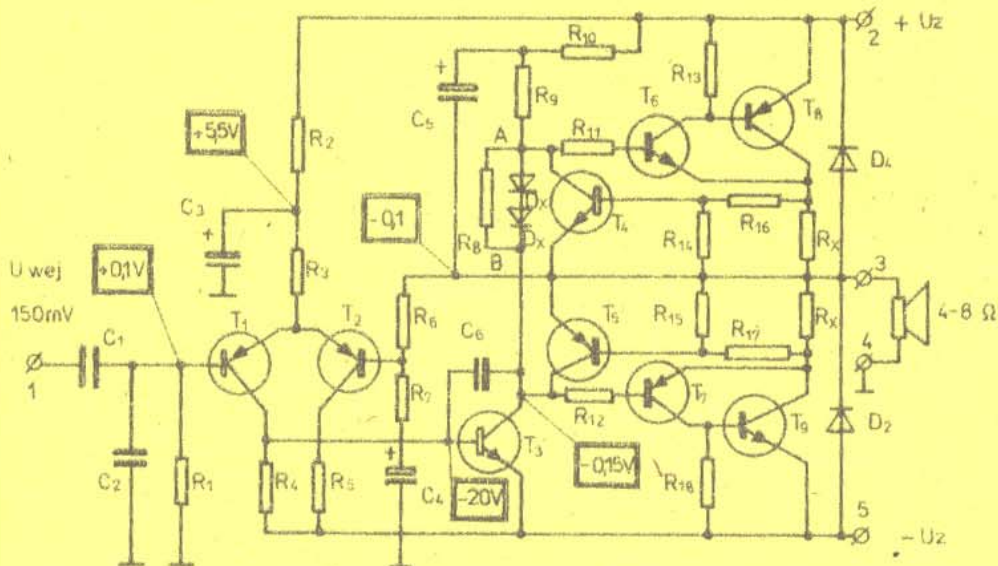 2 + Uz
R10
R13
C5 +
R9
T6
T8
A
R11
+5,5V
R2
D4
Dx
T4
C3
+
-0,1
R16
R8
Dx
R14
Rx
B
U wej
+0,1V
R3
3
150mV
T1
T2
R6
T5
R15
Rx
4-8 Ω
C1
C6
R17
4
1
R7
R12
T7
T9
D2
T3
+
-0,15V
C2
R1
R4
R5
C4
-20V
R18
5
- Uz